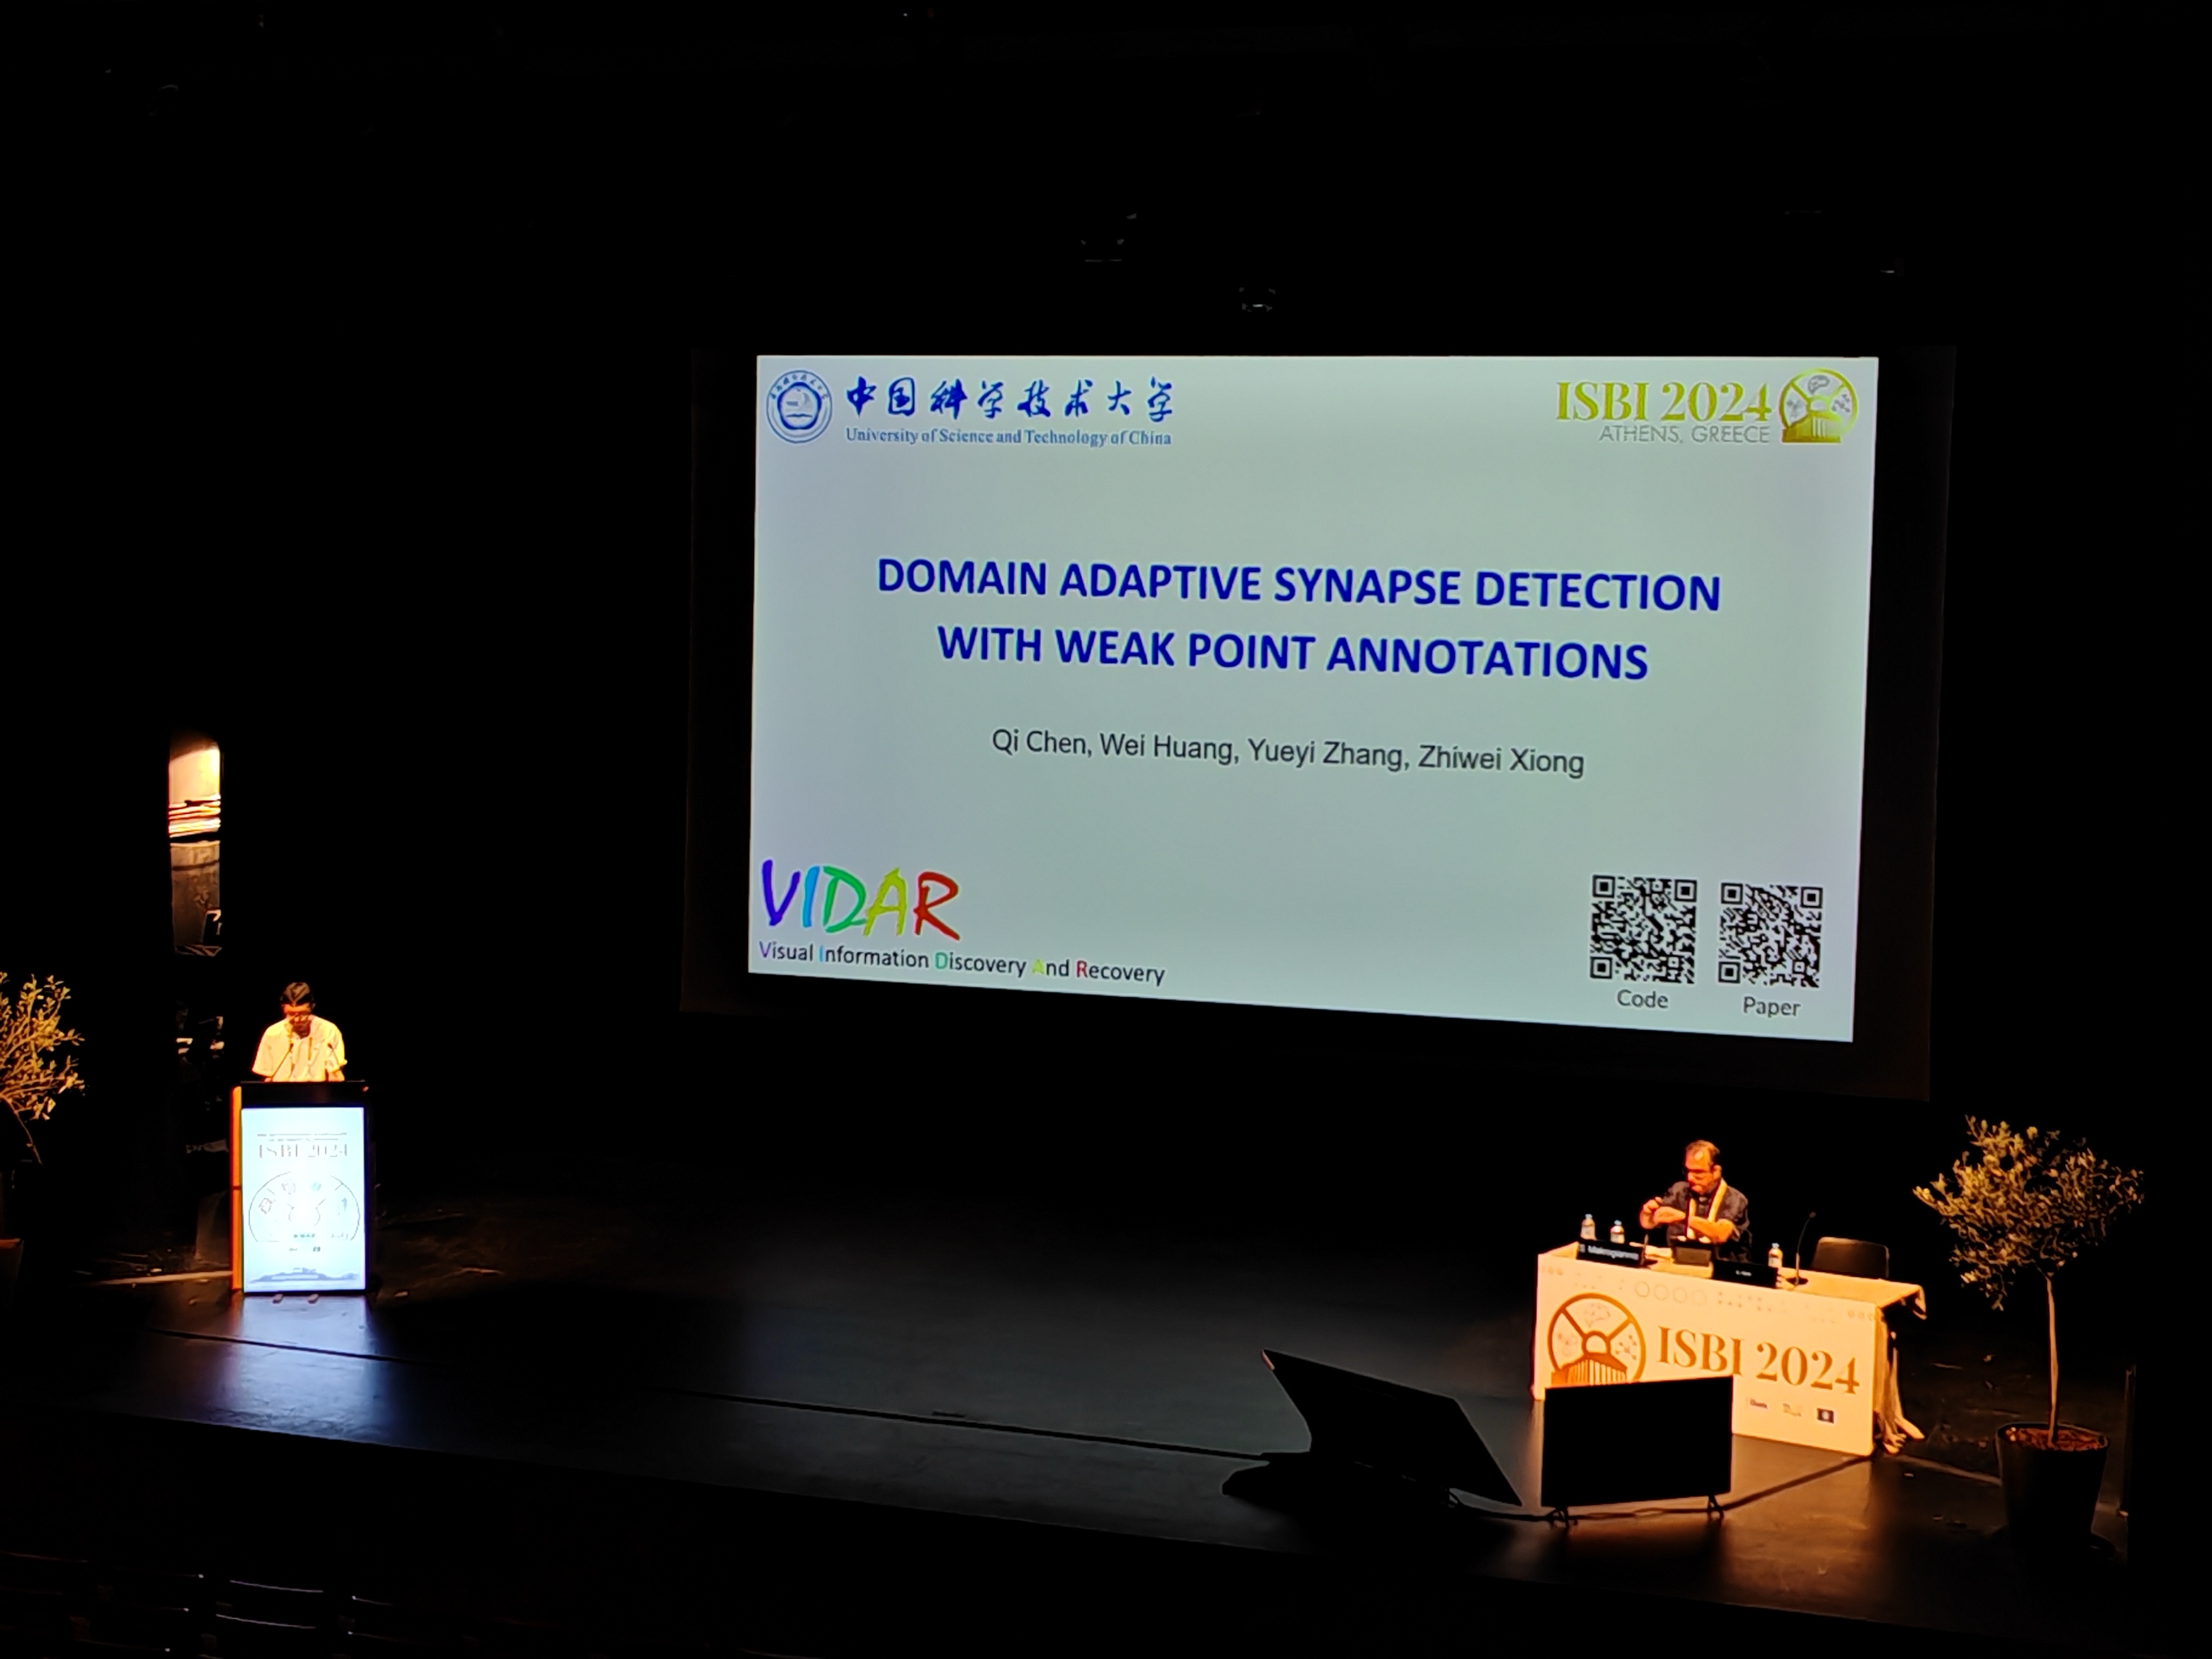 中国科学技术大学
University of Science and Technology of China
ISBI 2024
ATHENS, GREECE
DOMAIN ADAPTIVE SYNAPSE DETECTION
WITH WEAK POINT ANNOTATIONS
Qi Chen, Wei Huang, Yueyi Zhang, Zhiwei Xiong
VIDAR
Visual Information Discovery And Recovery
Code
Paper
ISBI 2024
ISBI 2024